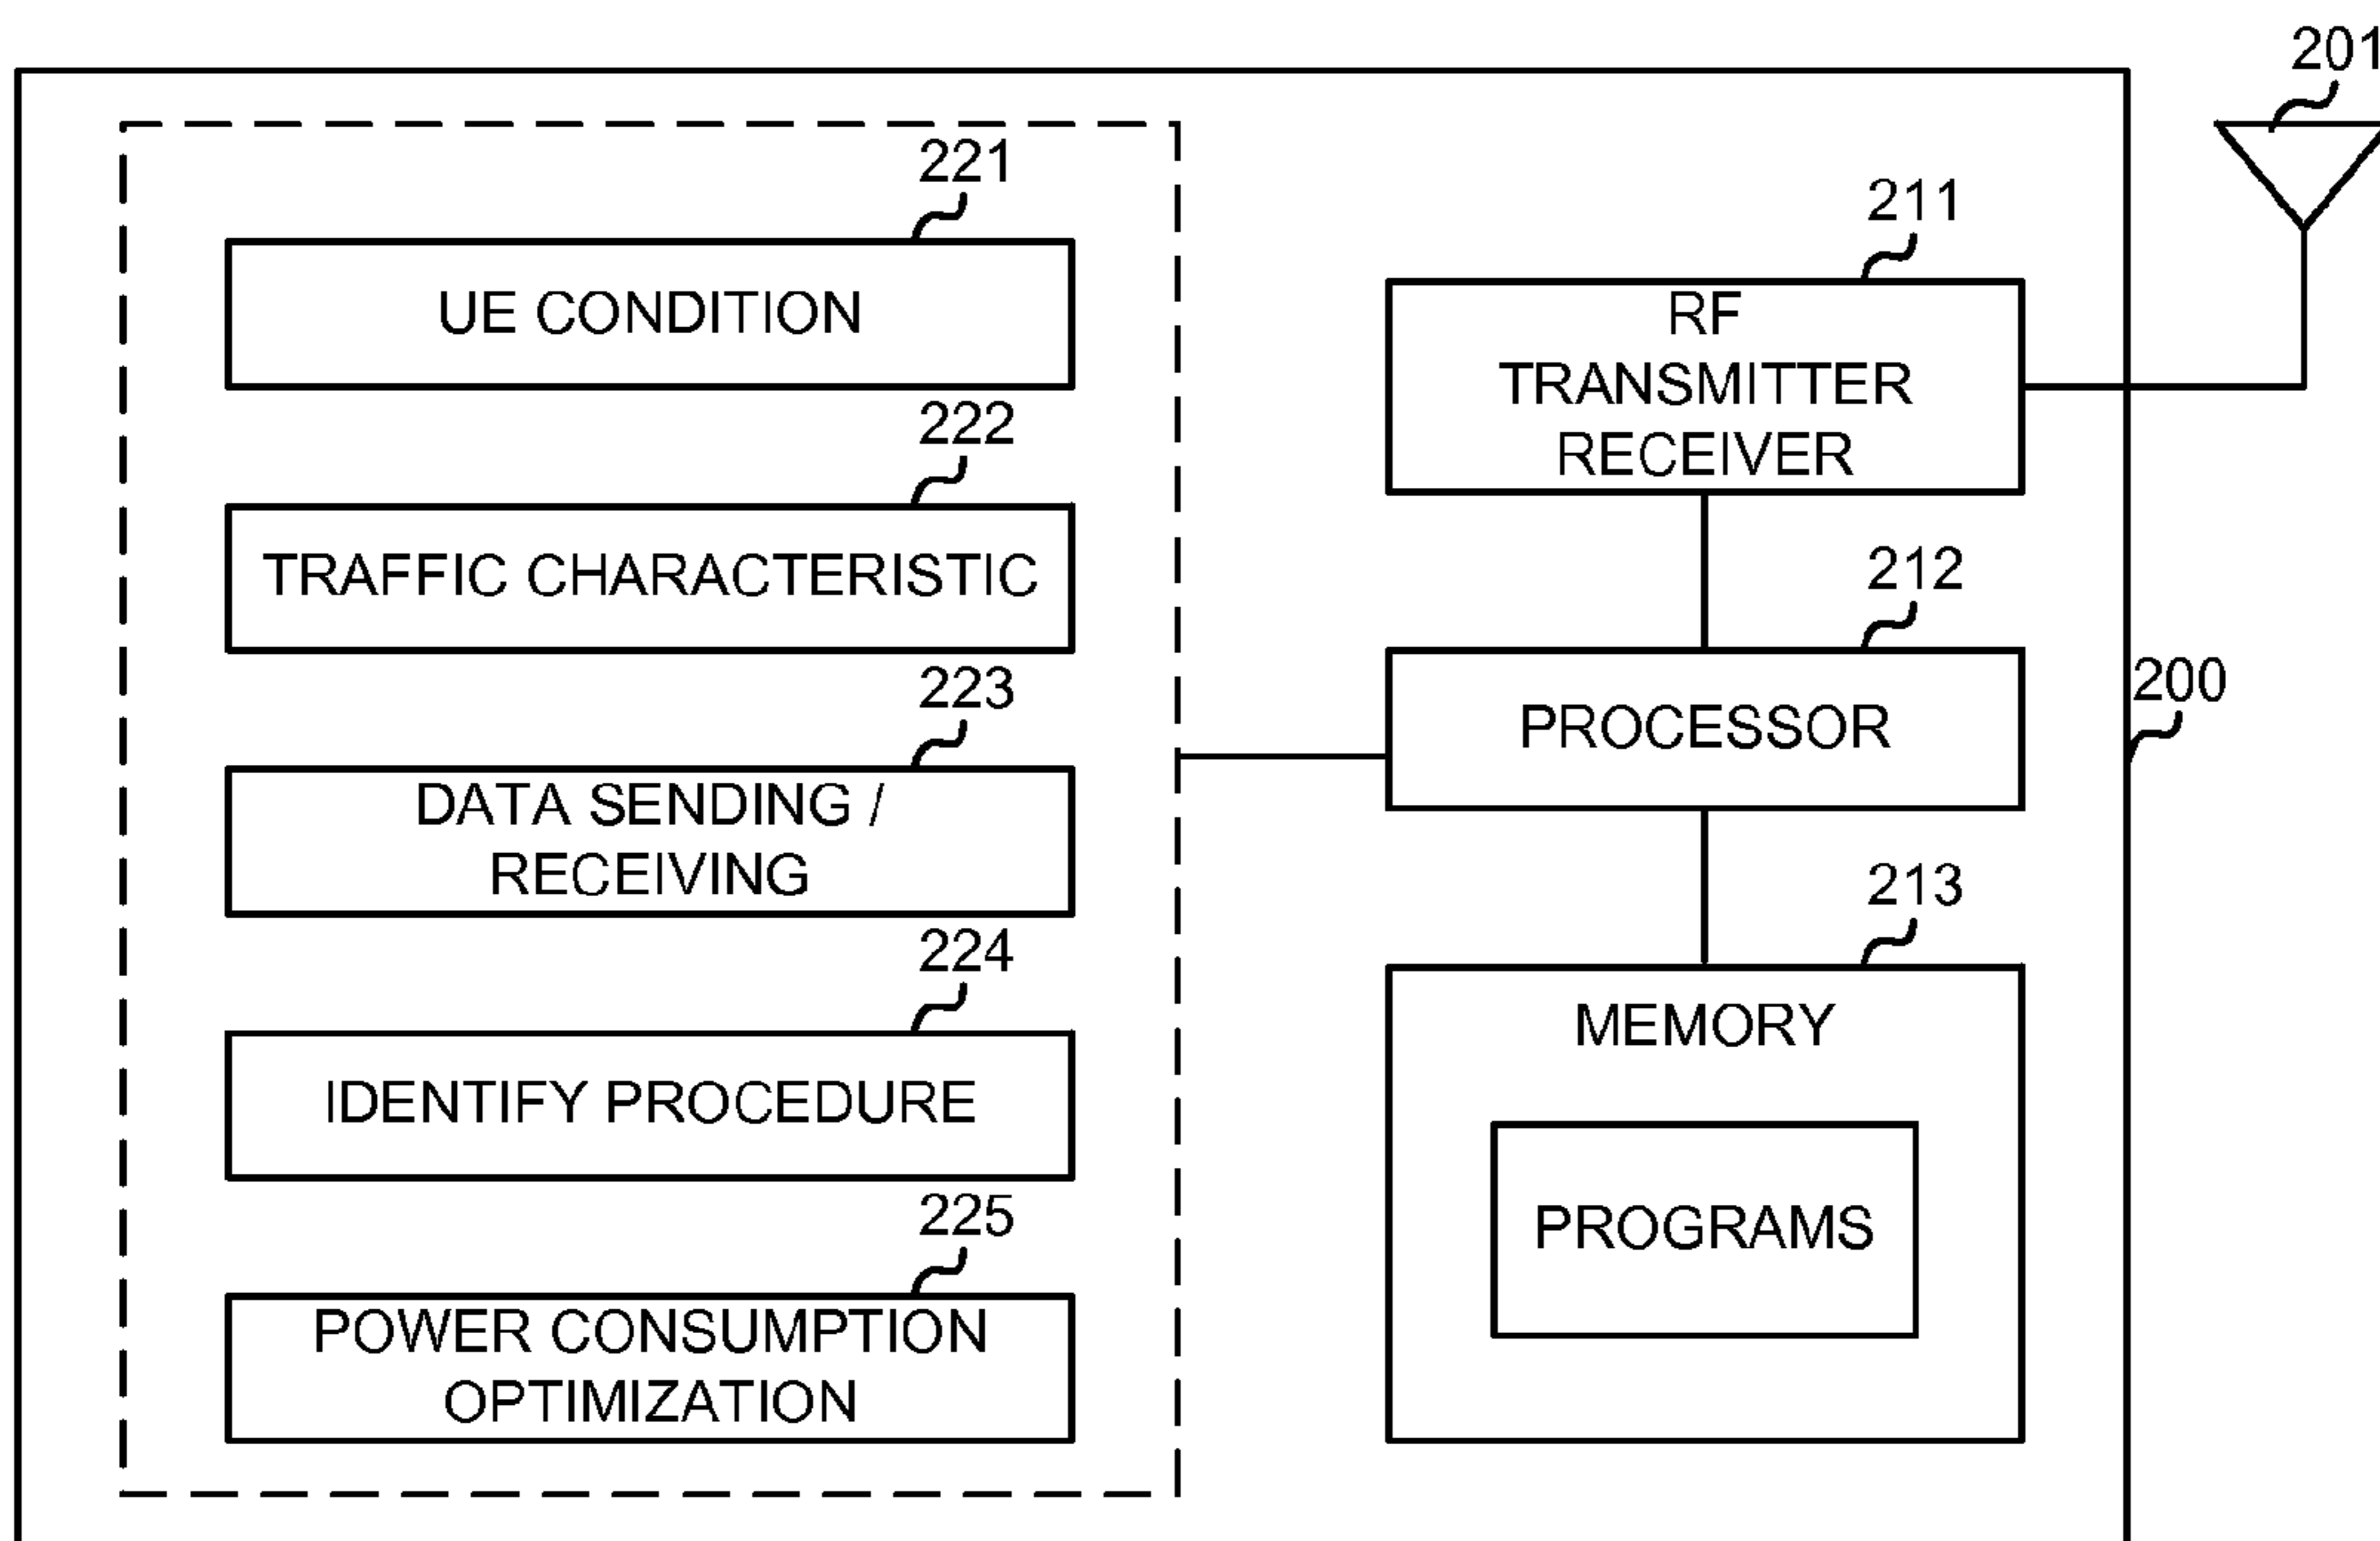 201
221
UE CONDITION
222
TRAFFIC CHARACTERISTIC
223
DATA SENDING /
RECEIVING
224
IDENTIFY PROCEDURE
225
POWER CONSUMPTION
OPTIMIZATION
211
RF
TRANSMITTER
RECEIVER
212
PROCESSOR
200
213
MEMORY
PROGRAMS